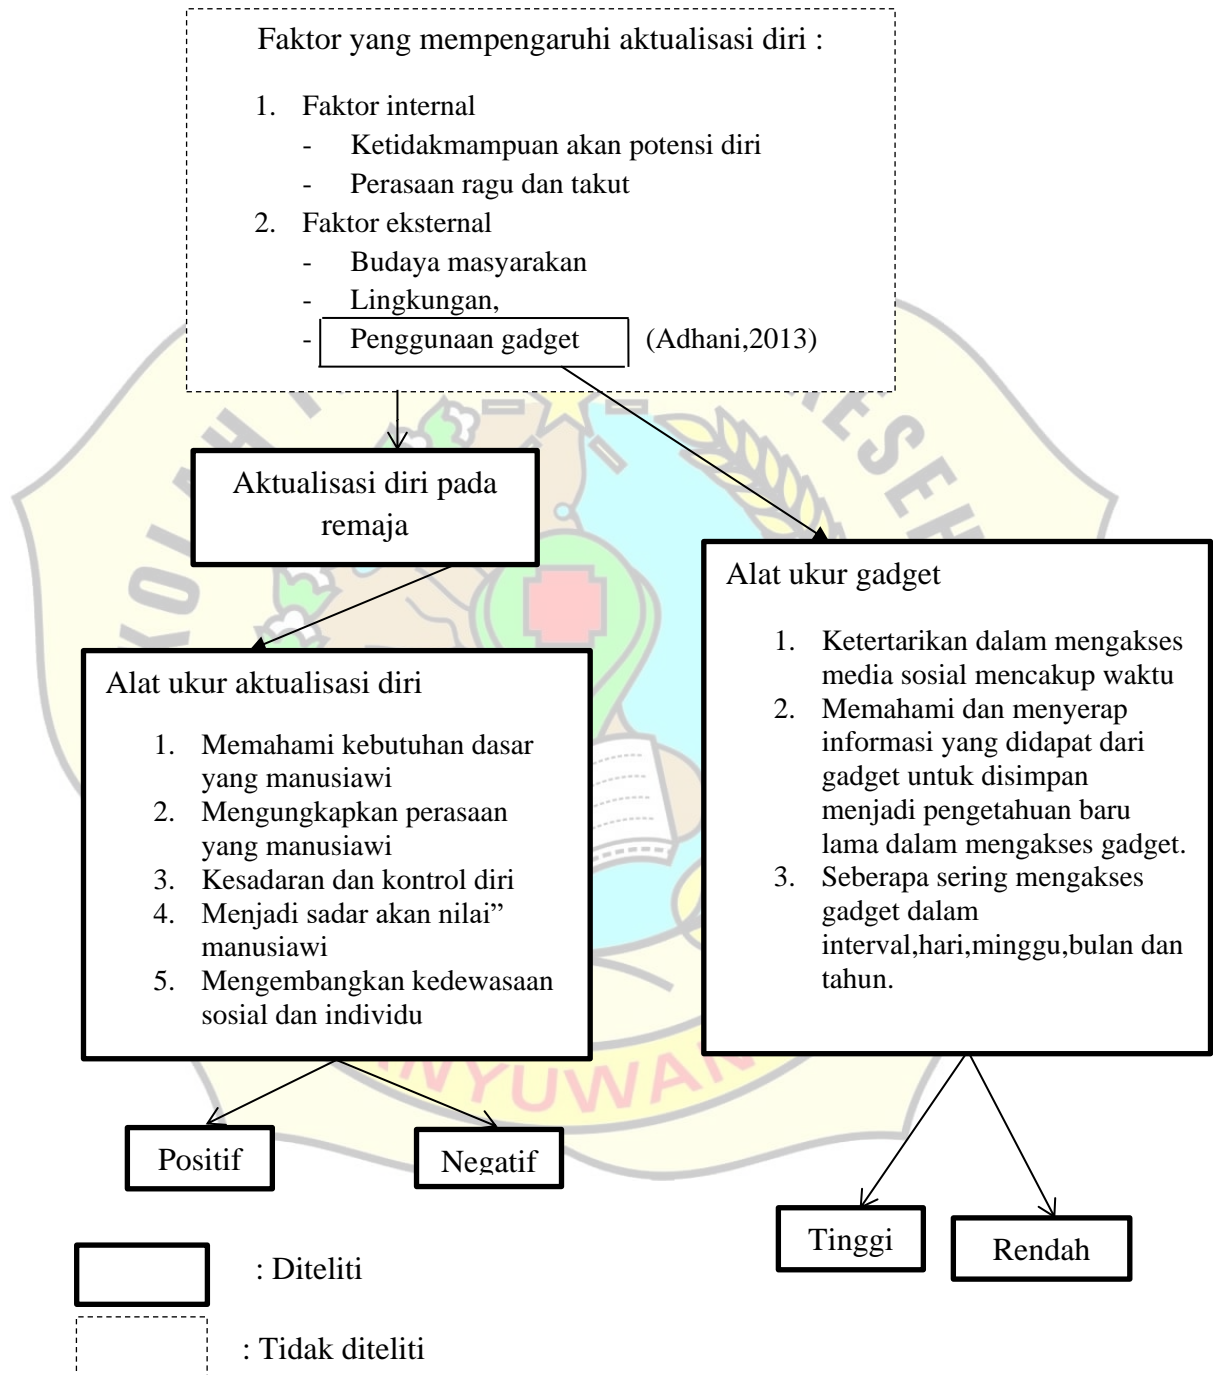 Faktor yang mempengaruhi aktualisasi diri :
1. Faktor internal
- Ketidakmampuan akan potensi diri
- Perasaan ragu dan takut
2. Faktor eksternal
- Budaya masyarakan
- Lingkungan,
- Penggunaan gadget (Adhani,2013)
Aktualisasi diri pada
remaja
Alat ukur aktualisasi diri
1. Memahami kebutuhan dasar
yang manusiawi
2. Mengungkapkan perasaan
yang manusiawi
3. Kesadaran dan kontrol diri
4. Menjadi sadar akan nilai”
manusiawi
5. Mengembangkan kedewasaan
sosial dan individu
Alat ukur gadget
1. Ketertarikan dalam mengakses
media sosial mencakup waktu
2. Memahami dan menyerap
informasi yang didapat dari
gadget untuk disimpan
menjadi pengetahuan baru
lama dalam mengakses gadget.
3. Seberapa sering mengakses
gadget dalam
interval,hari,minggu,bulan dan
tahun.
Positif
Negatif
Tinggi
Rendah
: Diteliti
: Tidak diteliti